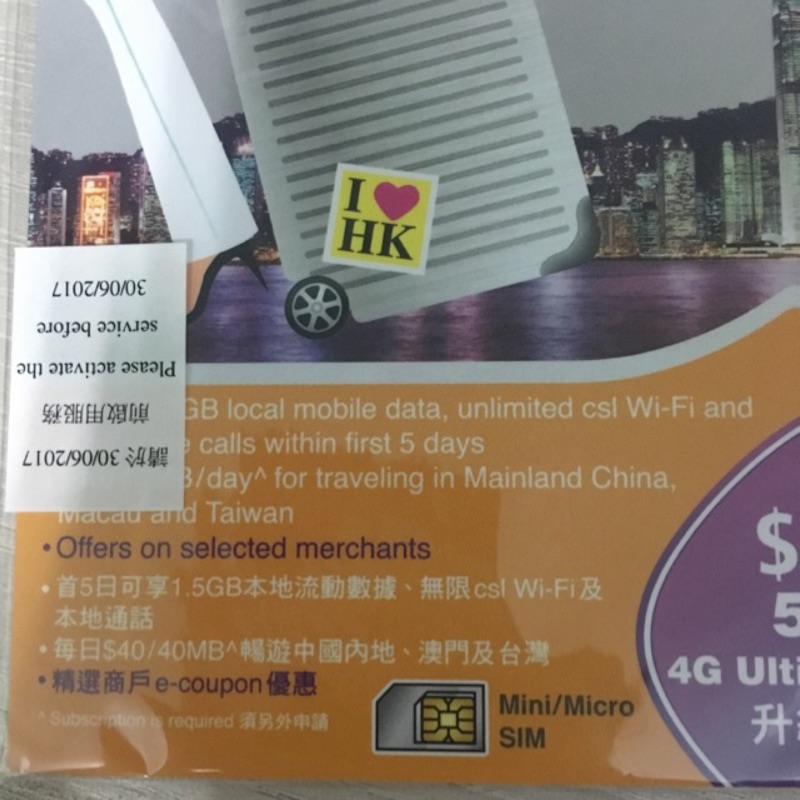 I ♥
HK
請於 30/06/2017
前啟用服務
Please activate the
service before
30/06/2017
GB local mobile data, unlimited csl Wi-Fi and
calls within first 5 days
/day^ for traveling in Mainland China,
Macau and Taiwan
•Offers on selected merchants
•首5日可享1.5GB本地流動數據、無限csl Wi-Fi及
本地通話
•每日$40/40MB^暢遊中國內地、澳門及台灣
•精選商戶e-coupon優惠
^ Subscription is required 須另外申請
Mini/Micro
SIM
$
5
4G Ulti
升